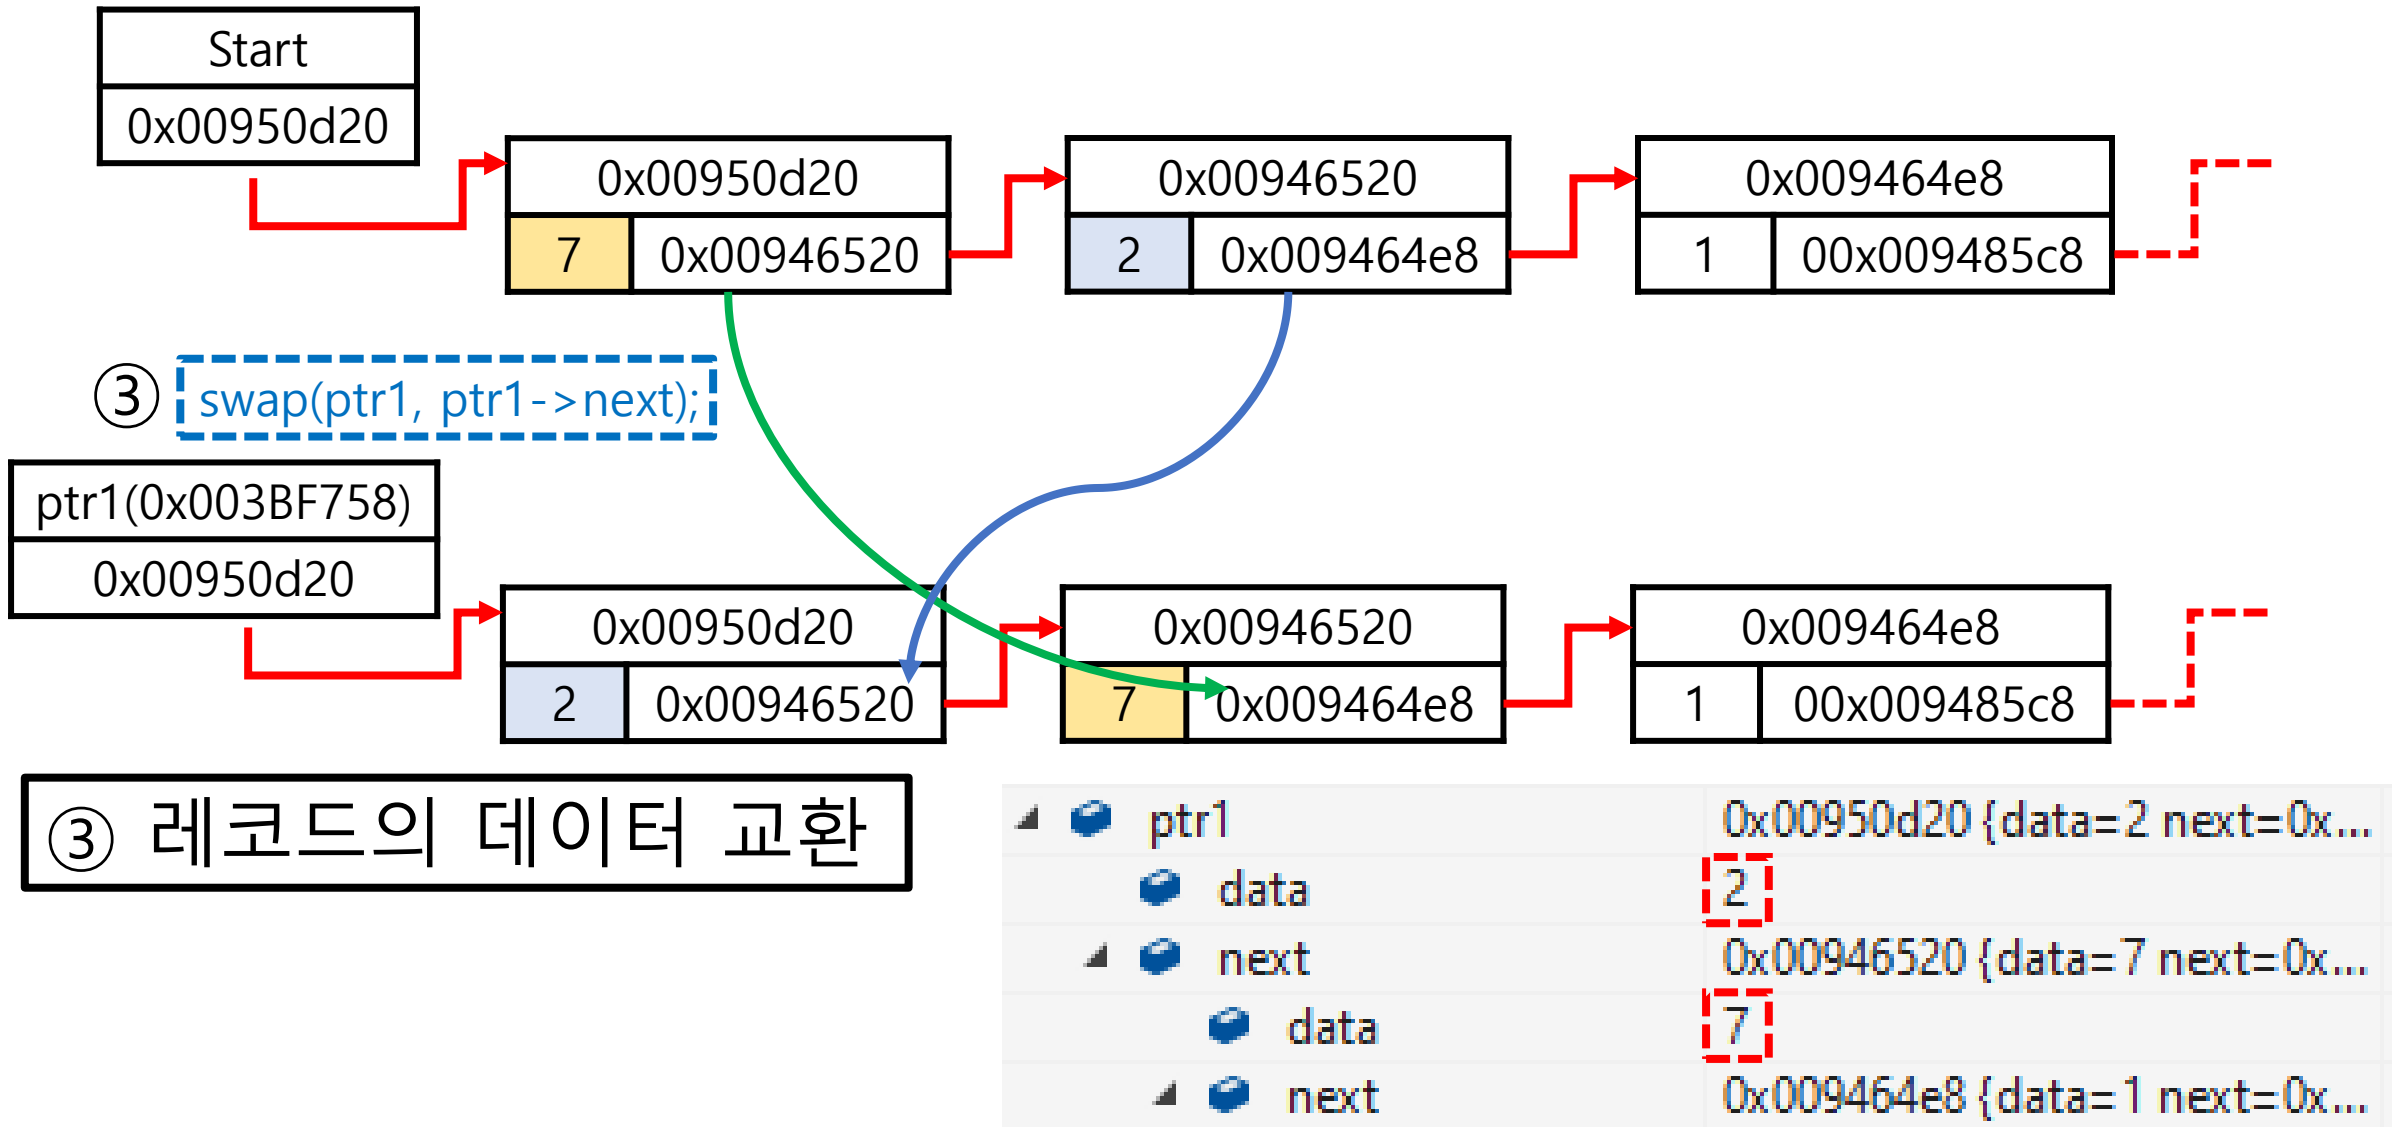 Start
0x00950d20
0x00950d20
7 0x00946520
0x00946520
2 0x009464e8
0x009464e8
1 00x009485c8
③ swap(ptr1, ptr1->next);
ptr1(0x003BF758)
0x00950d20
0x00950d20
2 0x00946520
0x00946520
7 0x009464e8
0x009464e8
1 00x009485c8
③ 레코드의 데이터 교환
ptr1 0x00950d20 {data=2 next=0x...
data 2
next 0x00946520 {data=7 next=0x...
data 7
next 0x009464e8 {data=1 next=0x...